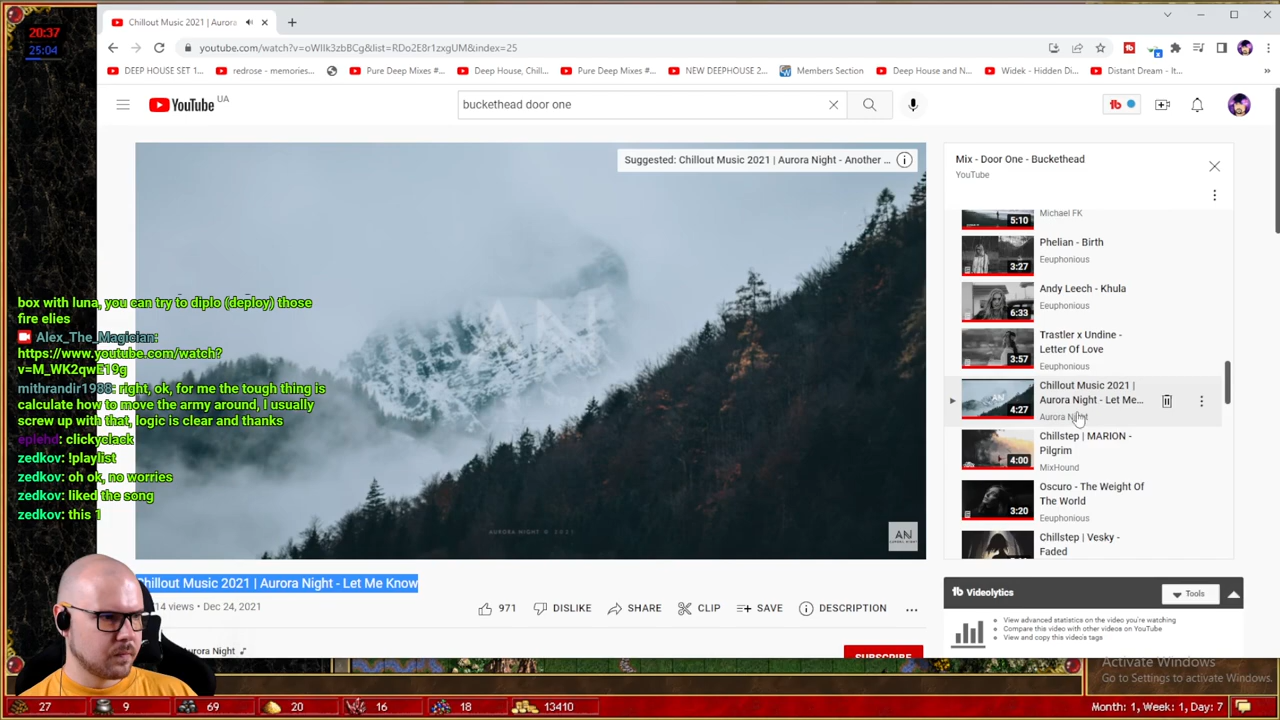 20:37
25:04
Chillout Music 2021 | Aurora
youtube.com/watch?v=oWIlk3zbBCg&list=RDo2E8r1zxgUM&index=25
DEEP HOUSE SET 1...
redrose - memories...
Pure Deep Mixes #...
Deep House, Chill...
Pure Deep Mixes #...
NEW DEEPHOUSE 2...
Members Section
Deep House and N...
Widek - Hidden Di...
Distant Dream - It...
YouTube UA
buckethead door one
Suggested: Chillout Music 2021 | Aurora Night - Another ...
Mix - Door One - Buckethead
YouTube
5:10
Michael FK
Phelian - Birth
Euphonious
3:27
Andy Leech - Khula
Euphonious
6:33
Trastler x Undine -
Letter Of Love
Euphonious
3:57
Chillout Music 2021 |
Aurora Night - Let Me...
Aurora Night
4:27
Chillstep | MARION -
Pilgrim
MixHound
4:00
Oscuro - The Weight Of
The World
Euphonious
3:20
Chillstep | Vesky -
Faded
box with luna, you can try to diplo (deploy) those
fire elies
Alex_The_Magician:
https://www.youtube.com/watch?
v=M_WK2qwE19g
mithrandir1988: right, ok, for me the tough thing is
calculate how to move the army around, I usually
screw up with that, logic is clear and thanks
eplehd: clickyclack
zedkov: !playlist
zedkov: oh ok, no worries
zedkov: liked the song
zedkov: this 1
AURORA NIGHT © 2021
AN
Chillout Music 2021 | Aurora Night - Let Me Know
14 views • Dec 24, 2021
971
DISLIKE
SHARE
CLIP
SAVE
DESCRIPTION
Aurora Night
SUBSCRIBE
Videolytics
Tools
View advanced statistics on the video you're watching
Compare this video with other videos on YouTube
View and copy this video's tags
Activate Windows
Go to Settings to activate Windows.
27
9
69
20
16
18
13410
Month: 1, Week: 1, Day: 7